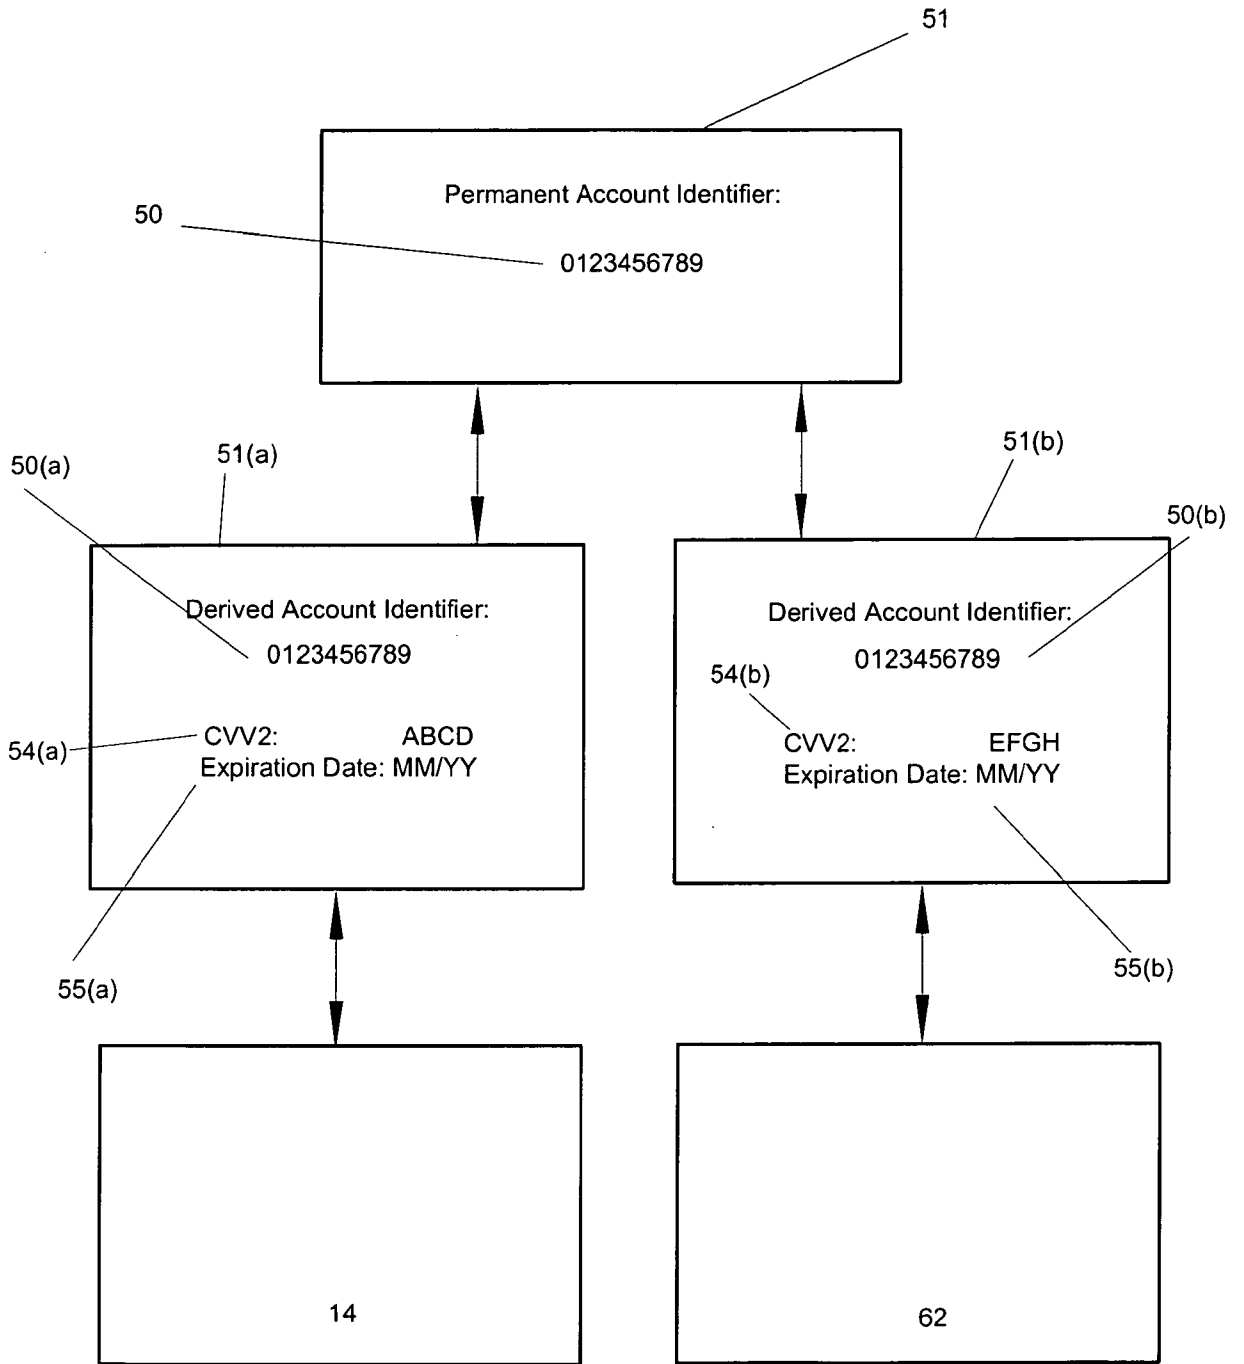 51
Permanent Account Identifier:
50
0123456789
51(a)
51(b)
50(a)
50(b)
Derived Account Identifier:
0123456789
54(a)
CVV2: ABCD
Expiration Date: MM/YY
55(a)
Derived Account Identifier:
0123456789
54(b)
CVV2: EFGH
Expiration Date: MM/YY
55(b)
14
62